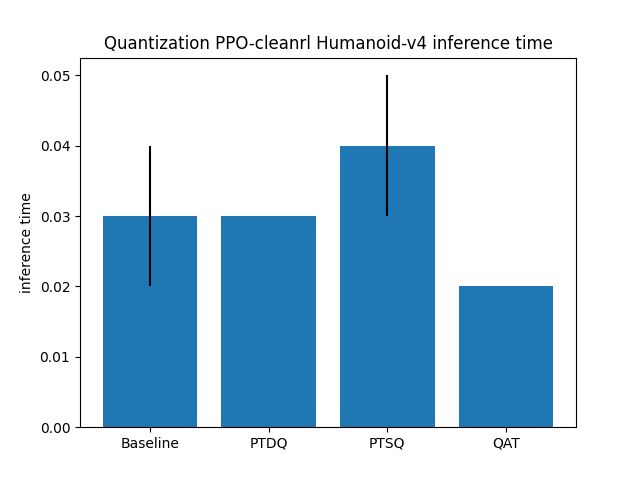 Quantization PPO-cleanrl Humanoid-v4 inference time
inference time
0.05
0.04
0.03
0.02
0.01
0.00
Baseline PTDQ PTSQ QAT